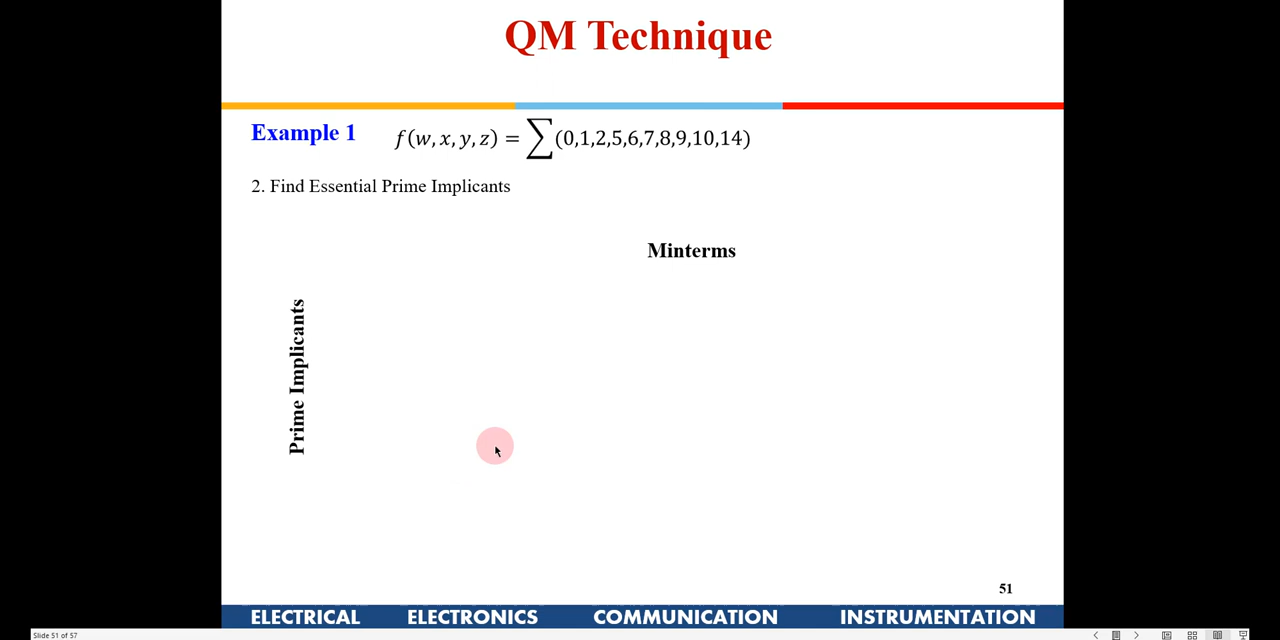 QM Technique
Example 1
f(w, x, y, z) = ∑(0,1,2,5,6,7,8,9,10,14)
2. Find Essential Prime Implicants
Minterms
Prime Implicants
51
ELECTRICAL ELECTRONICS COMMUNICATION INSTRUMENTATION
Slide 51 of 57